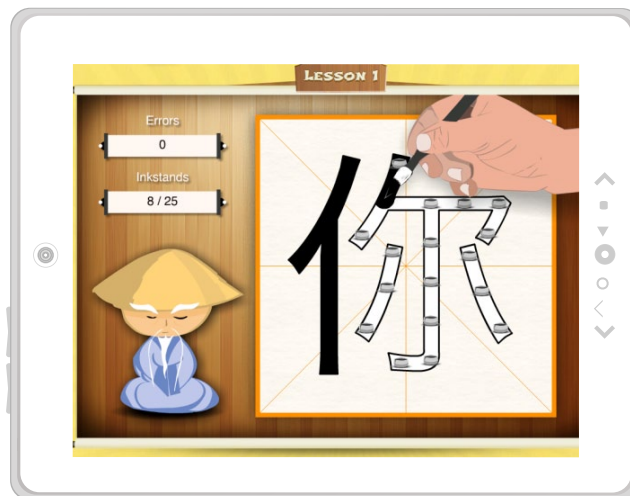 LESSON 1
Errors
0
Inkstands
8 / 25
你